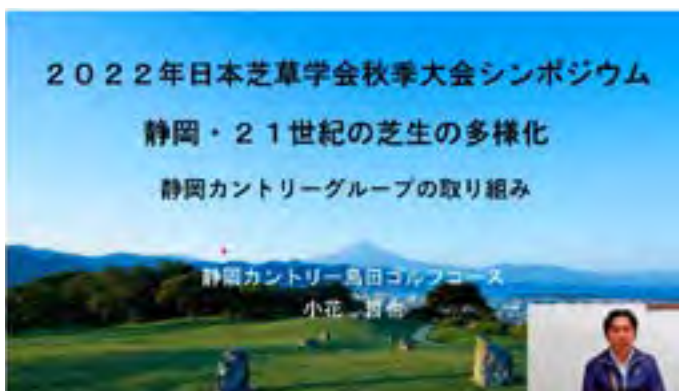 2022年日本芝草学会秋季大会シンポジウム
静岡・21世紀の芝生の多様化
静岡カントリーグループの取り組み
静岡カントリー島田ゴルフコース
小花